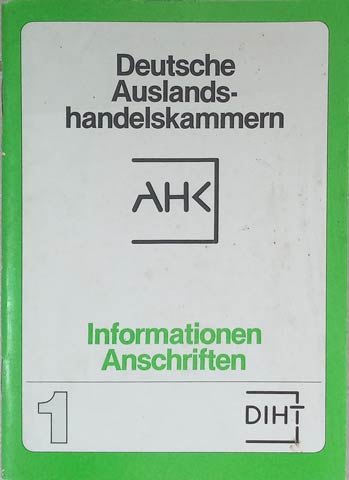 Deutsche
Auslands-
handelskammern
AHK
Informationen
Anschriften
1
DIHT